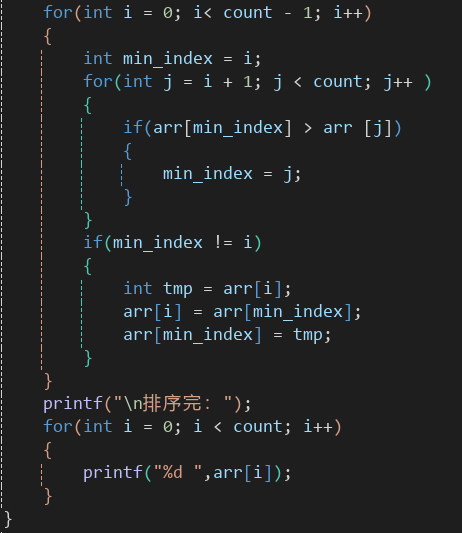 for(int i = 0; i< count - 1; i++)
{
int min_index = i;
for(int j = i + 1; j < count; j++ )
{
if(arr[min_index] > arr [j])
{
min_index = j;
}
}
if(min_index != i)
{
int tmp = arr[i];
arr[i] = arr[min_index];
arr[min_index] = tmp;
}
}
printf("\n排序完: ");
for(int i = 0; i < count; i++)
{
printf("%d ",arr[i]);
}
}